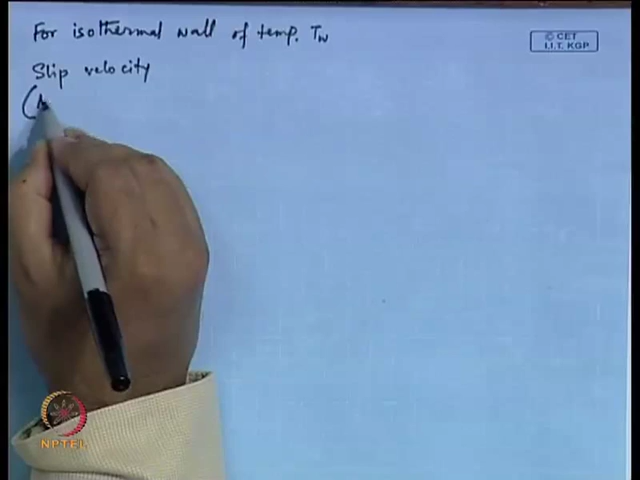 For isothermal wall of temp. Tw
© CET
I.I.T. KGP
Slip velocity
(
NPTEL